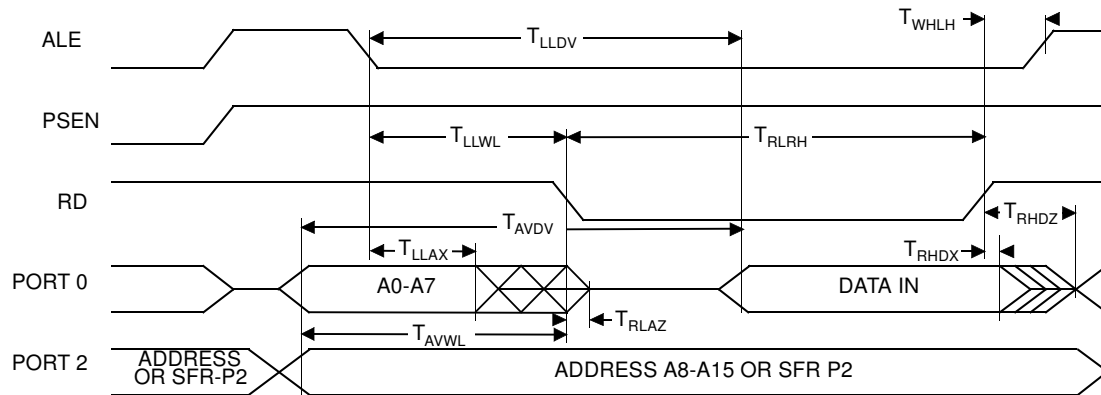 T_WHLH
ALE
T_LLDV
PSEN
T_LLWL
T_RLRH
RD
T_AVDV
T_RHDZ
T_LLAX
T_RHDX
PORT 0
A0-A7
DATA IN
T_RLAZ
T_AVWL
PORT 2
ADDRESS
OR SFR-P2
ADDRESS A8-A15 OR SFR P2